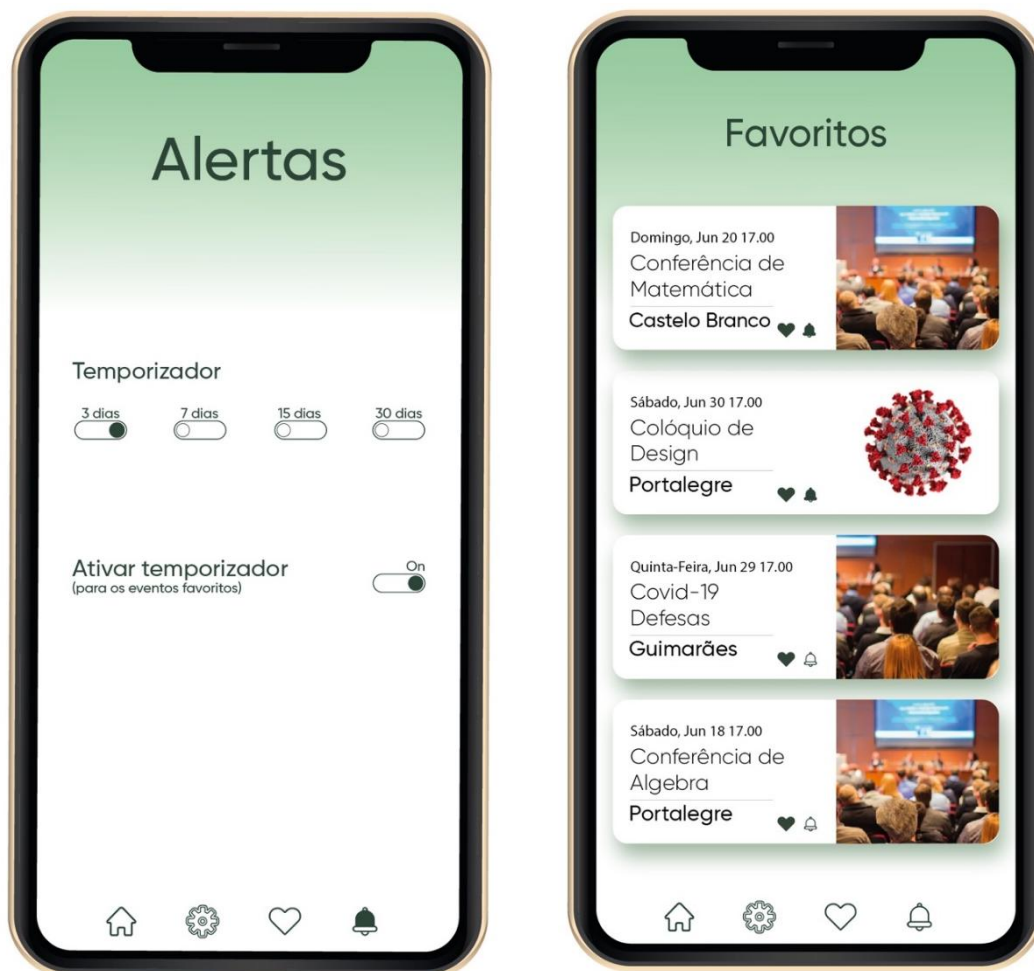 Alertas
Temporizador
3 dias
7 dias
15 dias
30 dias
Ativar temporizador
On
(para os eventos favoritos)
Favoritos
Domingo, Jun 20 17.00
Conferência de
Matemática
Castelo Branco
Sábado, Jun 30 17.00
Colóquio de
Design
Portalegre
Quinta-Feira, Jun 29 17.00
Covid-19
Defesas
Guimarães
Sábado, Jun 18 17.00
Conferência de
Algebra
Portalegre